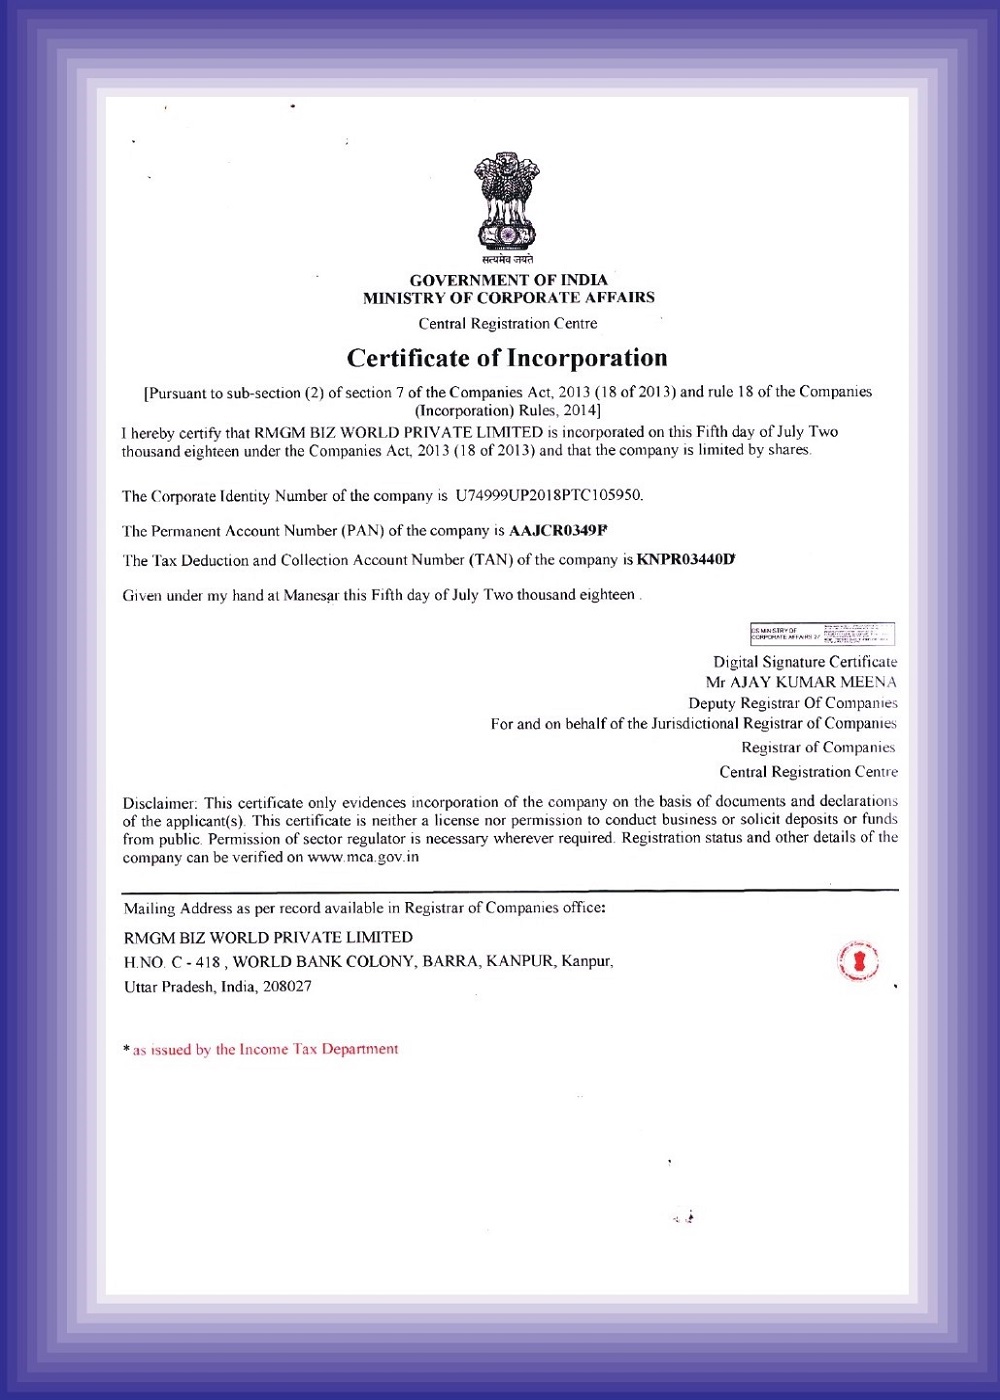 सत्यमेव जयते
GOVERNMENT OF INDIA
MINISTRY OF CORPORATE AFFAIRS
Central Registration Centre
Certificate of Incorporation
[Pursuant to sub-section (2) of section 7 of the Companies Act, 2013 (18 of 2013) and rule 18 of the Companies
(Incorporation) Rules, 2014]
I hereby certify that RMGM BIZ WORLD PRIVATE LIMITED is incorporated on this Fifth day of July Two
thousand eighteen under the Companies Act, 2013 (18 of 2013) and that the company is limited by shares.
The Corporate Identity Number of the company is U74999UP2018PTC105950.
The Permanent Account Number (PAN) of the company is AAJCR0349F*
The Tax Deduction and Collection Account Number (TAN) of the company is KNPR03440D*
Given under my hand at Manesar this Fifth day of July Two thousand eighteen .
DS MINISTRY OF
CORPORATE AFFAIRS 27
Digital Signature Certificate
Mr AJAY KUMAR MEENA
Deputy Registrar Of Companies
For and on behalf of the Jurisdictional Registrar of Companies
Registrar of Companies
Central Registration Centre
Disclaimer: This certificate only evidences incorporation of the company on the basis of documents and declarations
of the applicant(s). This certificate is neither a license nor permission to conduct business or solicit deposits or funds
from public. Permission of sector regulator is necessary wherever required. Registration status and other details of the
company can be verified on www.mca.gov.in
Mailing Address as per record available in Registrar of Companies office:
RMGM BIZ WORLD PRIVATE LIMITED
H.NO. C - 418 , WORLD BANK COLONY, BARRA, KANPUR, Kanpur,
Uttar Pradesh, India, 208027
* as issued by the Income Tax Department